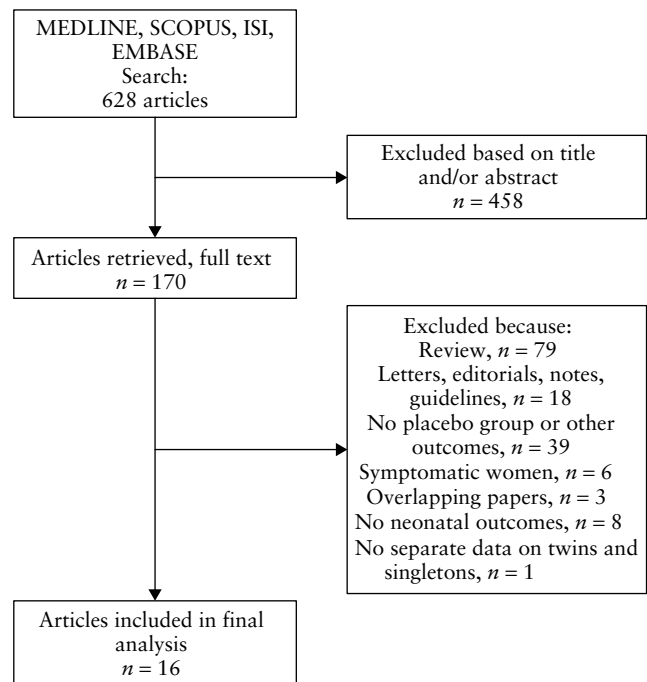 MEDLINE, SCOPUS, ISI,
EMBASE
Search:
628 articles
Excluded based on title
and/or abstract
n = 458
Articles retrieved, full text
n = 170
Excluded because:
Review, n = 79
Letters, editorials, notes,
guidelines, n = 18
No placebo group or other
outcomes, n = 39
Symptomatic women, n = 6
Overlapping papers, n = 3
No neonatal outcomes, n = 8
No separate data on twins and
singletons, n = 1
Articles included in final
analysis
n = 16